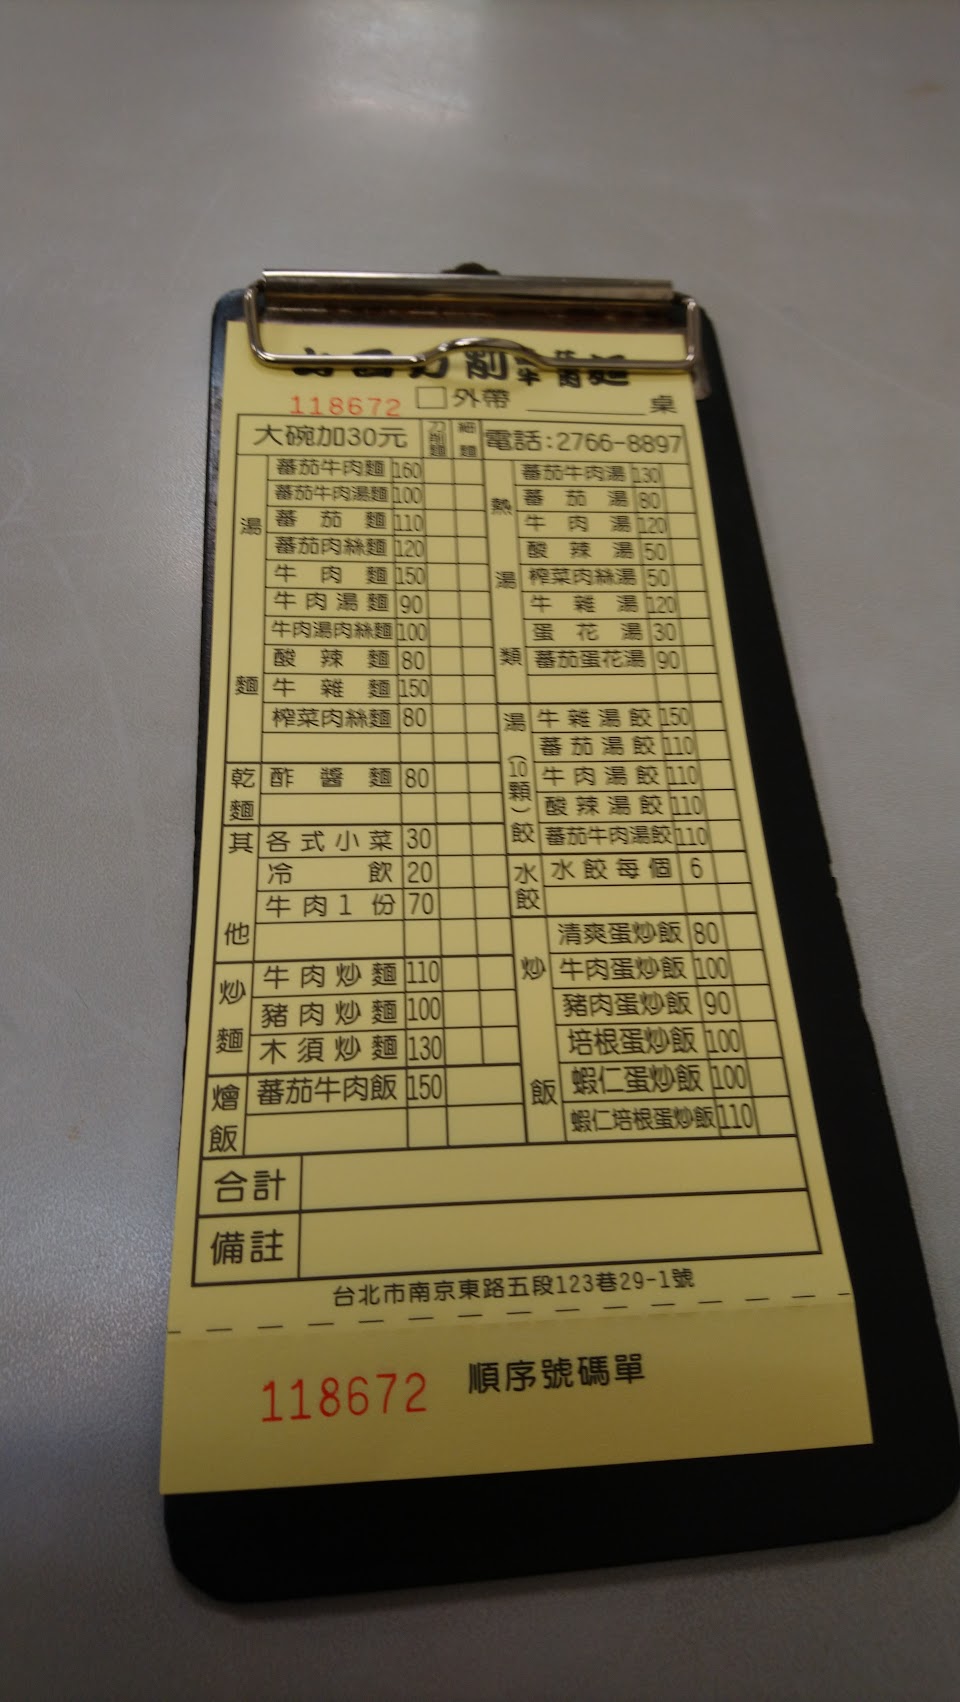 刀削
118672 □外帶 ＿＿＿桌
大碗加30元 刀削麵 細麵 電話:2766-8897
湯麵
蕃茄牛肉麵 160
蕃茄牛肉湯麵 100
蕃茄麵 110
蕃茄肉絲麵 120
牛肉麵 150
牛肉湯麵 90
牛肉湯肉絲麵 100
酸辣麵 80
牛雜麵 150
榨菜肉絲麵 80
乾麵
酢醬麵 80
其他
各式小菜 30
冷飲 20
牛肉1份 70
炒麵
牛肉炒麵 110
豬肉炒麵 100
木須炒麵 130
燴飯
蕃茄牛肉飯 150
熱湯類
蕃茄牛肉湯 130
蕃茄湯 80
牛肉湯 120
酸辣湯 50
榨菜肉絲湯 50
牛雜湯 120
蛋花湯 30
蕃茄蛋花湯 90
湯(10顆)餃
牛雜湯餃 150
蕃茄湯餃 110
牛肉湯餃 110
酸辣湯餃 110
蕃茄牛肉湯餃 110
水餃
水餃每個 6
炒飯
清爽蛋炒飯 80
牛肉蛋炒飯 100
豬肉蛋炒飯 90
培根蛋炒飯 100
蝦仁蛋炒飯 100
蝦仁培根蛋炒飯 110
合計
備註
台北市南京東路五段123巷29-1號
118672 順序號碼單